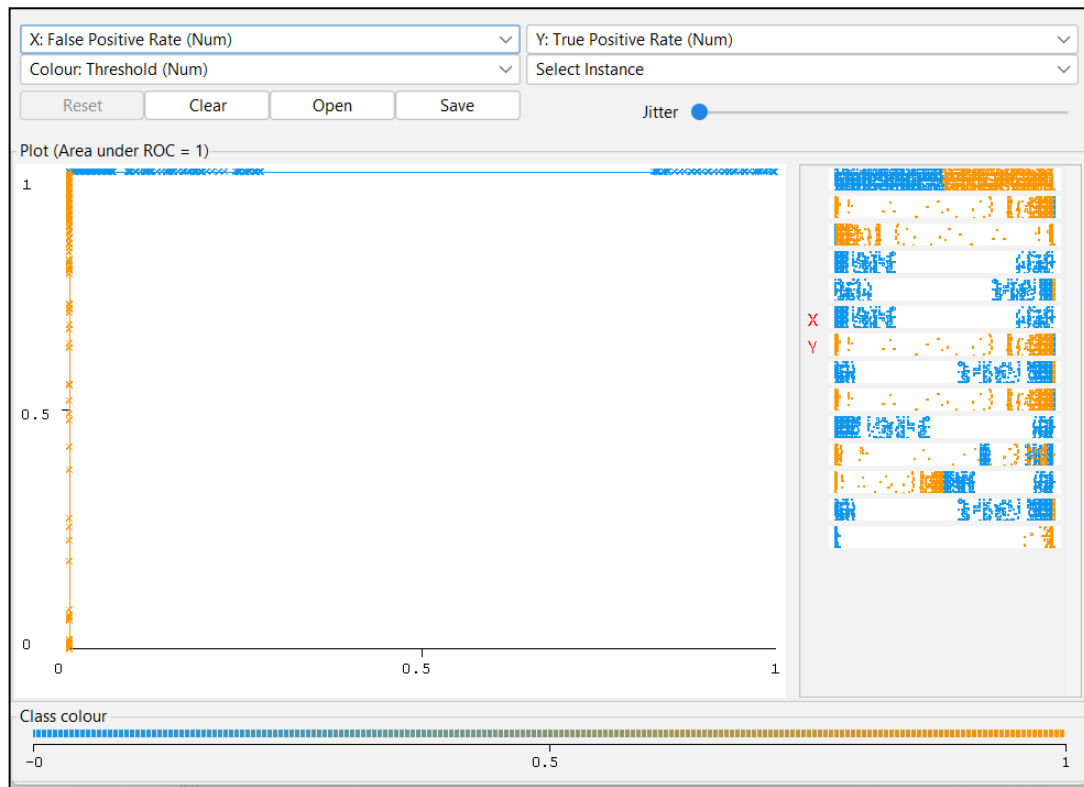 X: False Positive Rate (Num) Y: True Positive Rate (Num)
Colour: Threshold (Num) Select Instance
Reset Clear Open Save Jitter
Plot (Area under ROC = 1)
1
X
Y
0.5
0
0 0.5 1
Class colour
-0 0.5 1